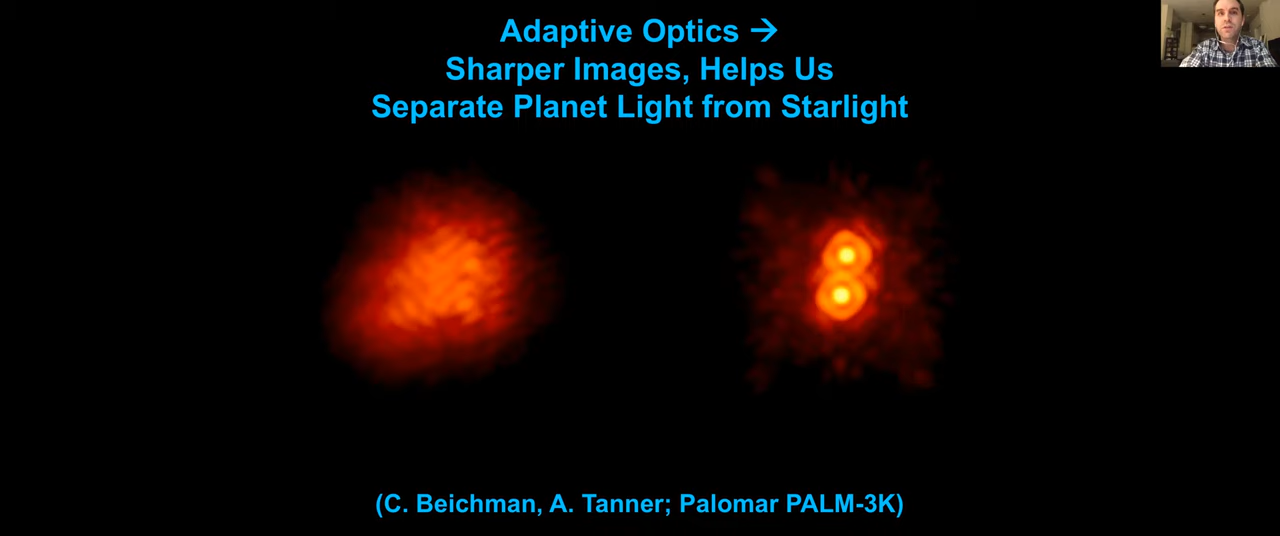 Adaptive Optics →
Sharper Images, Helps Us
Separate Planet Light from Starlight
(C. Beichman, A. Tanner; Palomar PALM-3K)